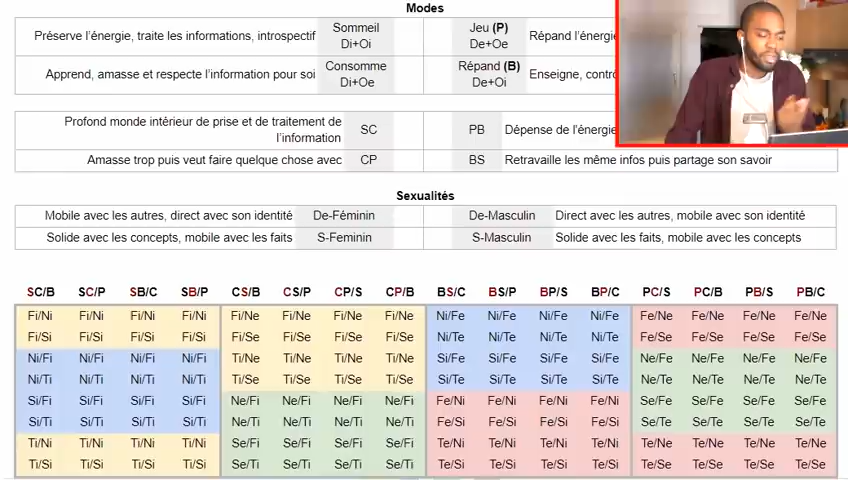 Modes
Préserve l'énergie, traite les informations, introspectif Sommeil Di+Oi Jeu (P) De+Oe Répand l'énergie
Apprend, amasse et respecte l'information pour soi Consomme Di+Oe Répand (B) De+Oi Enseigne,
Profond monde intérieur de prise et de traitement de l'information SC PB Dépense de l'énergie
Amasse trop puis veut faire quelque chose avec CP BS Retravaille les même infos puis partage son savoir
Sexualités
Mobile avec les autres, direct avec son identité De-Féminin De-Masculin Direct avec les autres, mobile avec son identité
Solide avec les concepts, mobile avec les faits S-Feminin S-Masculin Solide avec les faits, mobile avec les concepts
SC/B SC/P SB/C SB/P CS/B CS/P CP/S CP/B BS/C BS/P BP/S BP/C PC/S PC/B PB/S PB/C
Fi/Ni Fi/Ni Fi/Ni Fi/Ni Fi/Ne Fi/Ne Fi/Ne Fi/Ne Ni/Fe Ni/Fe Ni/Fe Ni/Fe Fe/Ne Fe/Ne Fe/Ne Fe/Ne
Fi/Si Fi/Si Fi/Si Fi/Si Fi/Se Fi/Se Fi/Se Fi/Se Ni/Te Ni/Te Ni/Te Ni/Te Fe/Se Fe/Se Fe/Se Fe/Se
Ni/Fi Ni/Fi Ni/Fi Ni/Fi Ti/Ne Ti/Ne Ti/Ne Ti/Ne Si/Fe Si/Fe Si/Fe Si/Fe Ne/Fe Ne/Fe Ne/Fe Ne/Fe
Ni/Ti Ni/Ti Ni/Ti Ni/Ti Ti/Se Ti/Se Ti/Se Ti/Se Si/Te Si/Te Si/Te Si/Te Ne/Te Ne/Te Ne/Te Ne/Te
Si/Fi Si/Fi Si/Fi Si/Fi Ne/Fi Ne/Fi Ne/Fi Ne/Fi Fe/Ni Fe/Ni Fe/Ni Fe/Ni Se/Fe Se/Fe Se/Fe Se/Fe
Si/Ti Si/Ti Si/Ti Si/Ti Ne/Ti Ne/Ti Ne/Ti Ne/Ti Fe/Si Fe/Si Fe/Si Fe/Si Se/Te Se/Te Se/Te Se/Te
Ti/Ni Ti/Ni Ti/Ni Ti/Ni Se/Fi Se/Fi Se/Fi Se/Fi Te/Ni Te/Ni Te/Ni Te/Ni Te/Ne Te/Ne Te/Ne Te/Ne
Ti/Si Ti/Si Ti/Si Ti/Si Se/Ti Se/Ti Se/Ti Se/Ti Te/Si Te/Si Te/Si Te/Si Te/Se Te/Se Te/Se Te/Se